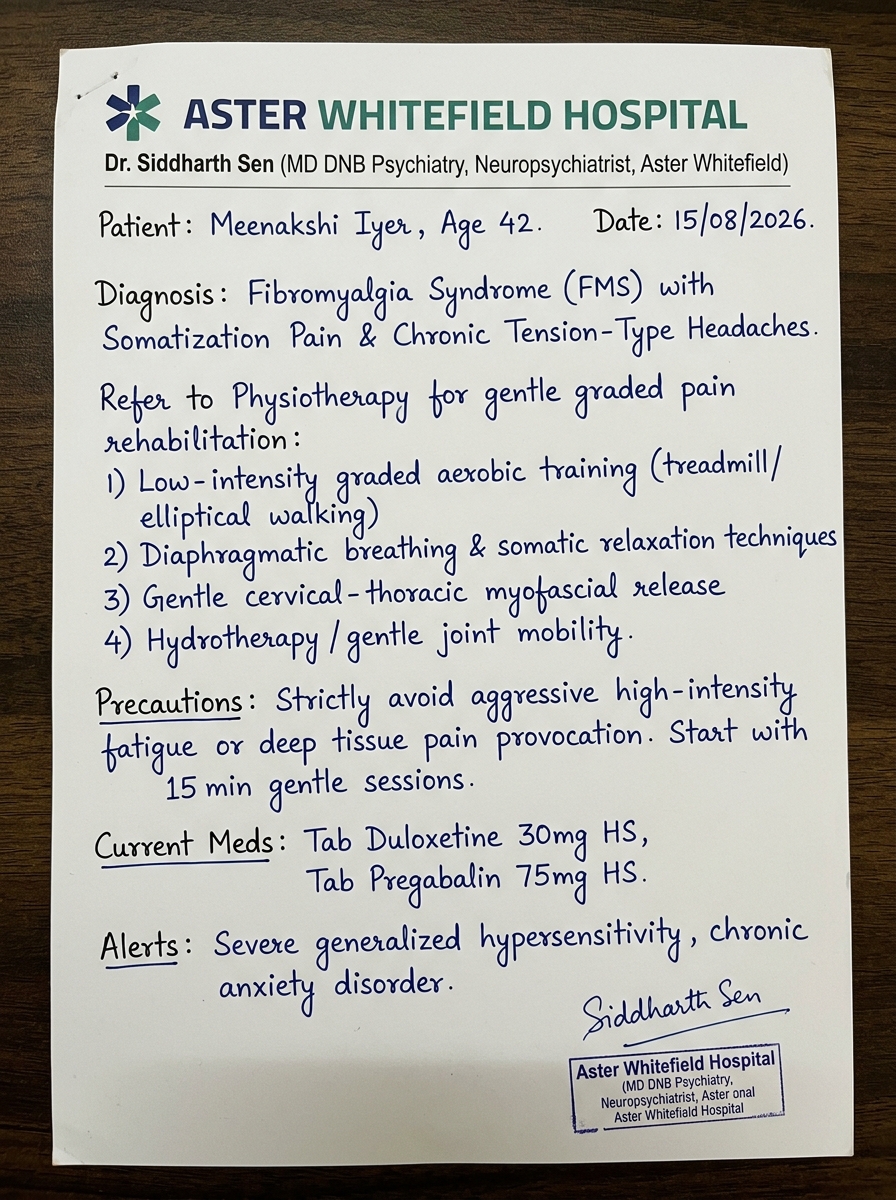 ASTER WHITEFIELD HOSPITAL
Dr. Siddharth Sen (MD DNB Psychiatry, Neuropsychiatrist, Aster Whitefield)
Patient: Meenakshi Iyer, Age 42. Date: 15/08/2026.
Diagnosis: Fibromyalgia Syndrome (FMS) with
Somatization Pain & Chronic Tension-Type Headaches.
Refer to Physiotherapy for gentle graded pain
rehabilitation:
1) Low-intensity graded aerobic training (treadmill/
elliptical walking)
2) Diaphragmatic breathing & somatic relaxation techniques
3) Gentle cervical-thoracic myofascial release
4) Hydrotherapy / gentle joint mobility.
Precautions: Strictly avoid aggressive high-intensity
fatigue or deep tissue pain provocation. Start with
15 min gentle sessions.
Current Meds: Tab Duloxetine 30mg HS,
Tab Pregabalin 75mg HS.
Alerts: Severe generalized hypersensitivity, chronic
anxiety disorder.
Siddharth Sen
Aster Whitefield Hospital
(MD DNB Psychiatry,
Neuropsychiatrist, Aster onal
Aster Whitefiald Hospital